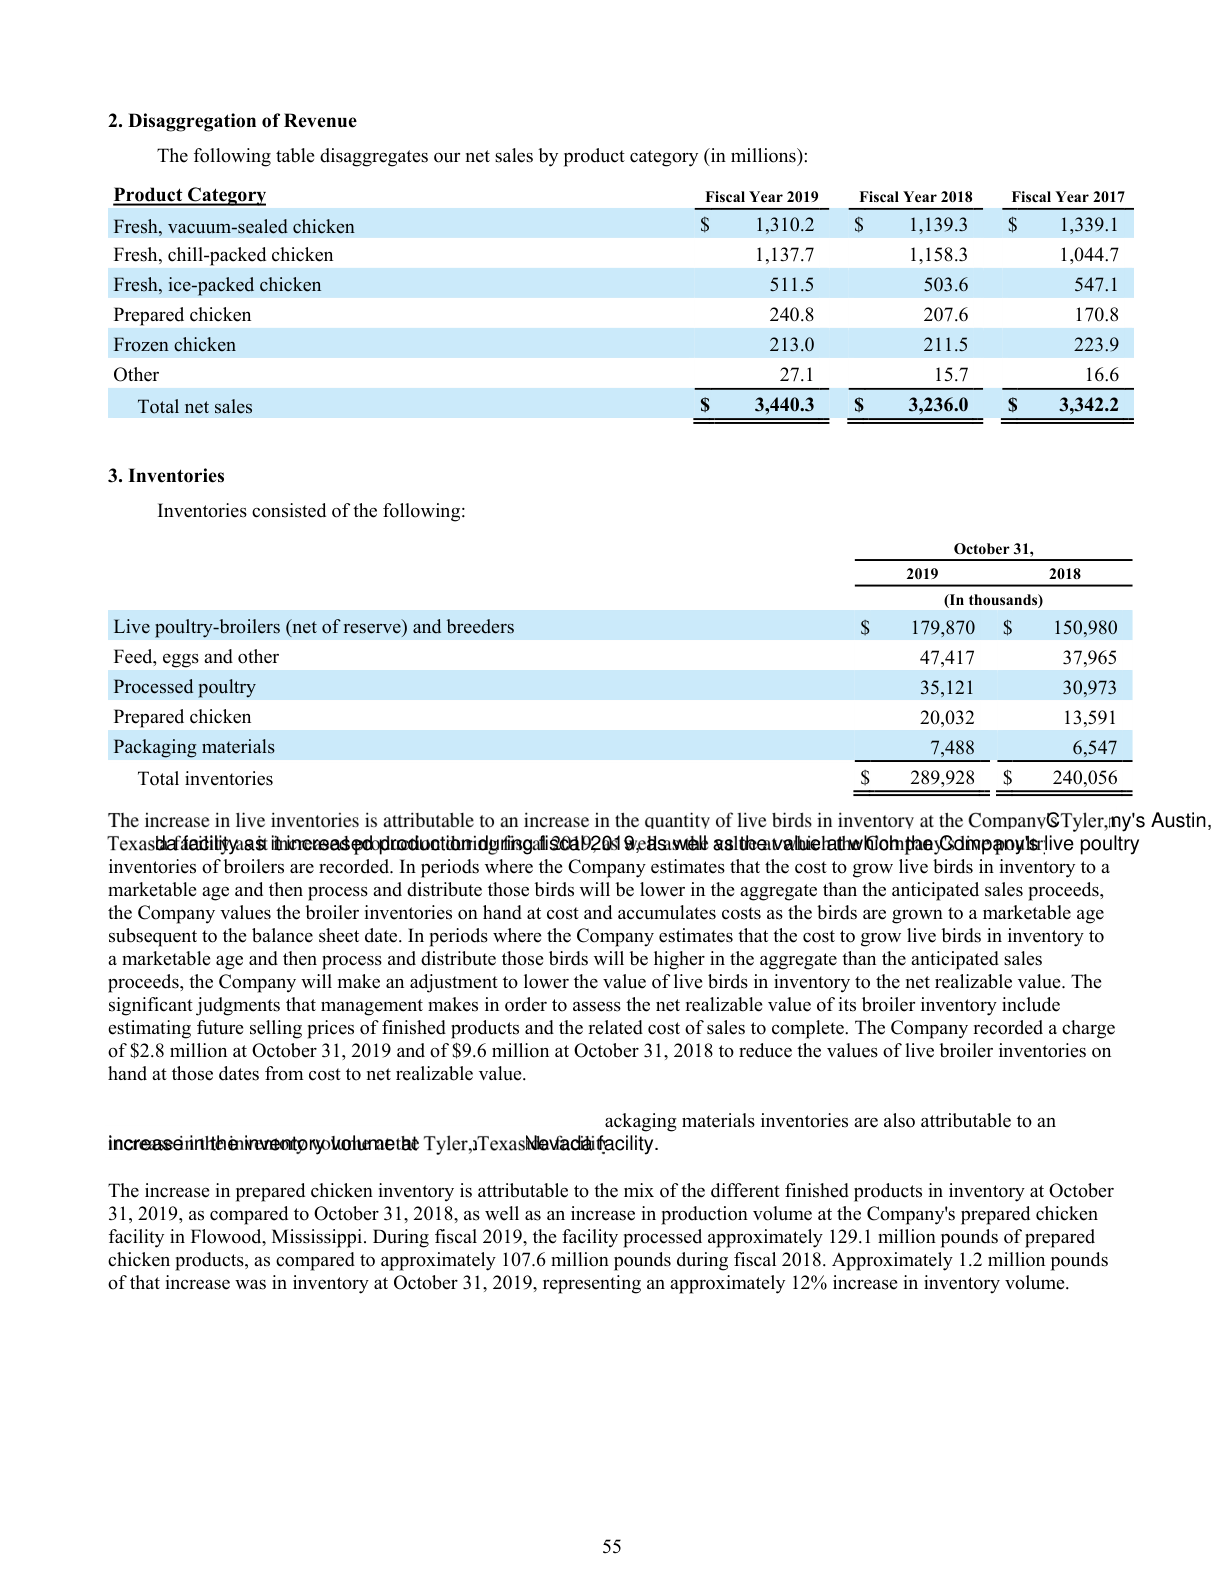 2. Disaggregation of Revenue
The following table disaggregates our net sales by product category (in millions):
Product Category Fiscal Year 2019 Fiscal Year 2018 Fiscal Year 2017
Fresh, vacuum-sealed chicken $ 1,310.2 $ 1,139.3 $ 1,339.1
Fresh, chill-packed chicken 1,137.7 1,158.3 1,044.7
Fresh, ice-packed chicken 511.5 503.6 547.1
Prepared chicken 240.8 207.6 170.8
Frozen chicken 213.0 211.5 223.9
Other 27.1 15.7 16.6
Total net sales $ 3,440.3 $ 3,236.0 $ 3,342.2
3. Inventories
Inventories consisted of the following:
October 31,
2019 2018
(In thousands)
Live poultry-broilers (net of reserve) and breeders $ 179,870 $ 150,980
Feed, eggs and other 47,417 37,965
Processed poultry 35,121 30,973
Prepared chicken 20,032 13,591
Packaging materials 7,488 6,547
Total inventories $ 289,928 $ 240,056
The increase in live inventories is attributable to an increase in the quantity of live birds in inventory at the Company Tyler, Austin,
Texas facility as it increased production during fiscal 2019, as well as the value at which the Company's live poultry
inventories of broilers are recorded. In periods where the Company estimates that the cost to grow live birds in inventory to a
marketable age and then process and distribute those birds will be lower in the aggregate than the anticipated sales proceeds,
the Company values the broiler inventories on hand at cost and accumulates costs as the birds are grown to a marketable age
subsequent to the balance sheet date. In periods where the Company estimates that the cost to grow live birds in inventory to
a marketable age and then process and distribute those birds will be higher in the aggregate than the anticipated sales
proceeds, the Company will make an adjustment to lower the value of live birds in inventory to the net realizable value. The
significant judgments that management makes in order to assess the net realizable value of its broiler inventory include
estimating future selling prices of finished products and the related cost of sales to complete. The Company recorded a charge
of $2.8 million at October 31, 2019 and of $9.6 million at October 31, 2018 to reduce the values of live broiler inventories on
hand at those dates from cost to net realizable value.
ackaging materials inventories are also attributable to an
increase in the inventory volume at Tyler, Texas Nevada facility.
The increase in prepared chicken inventory is attributable to the mix of the different finished products in inventory at October
31, 2019, as compared to October 31, 2018, as well as an increase in production volume at the Company's prepared chicken
facility in Flowood, Mississippi. During fiscal 2019, the facility processed approximately 129.1 million pounds of prepared
chicken products, as compared to approximately 107.6 million pounds during fiscal 2018. Approximately 1.2 million pounds
of that increase was in inventory at October 31, 2019, representing an approximately 12% increase in inventory volume.
55